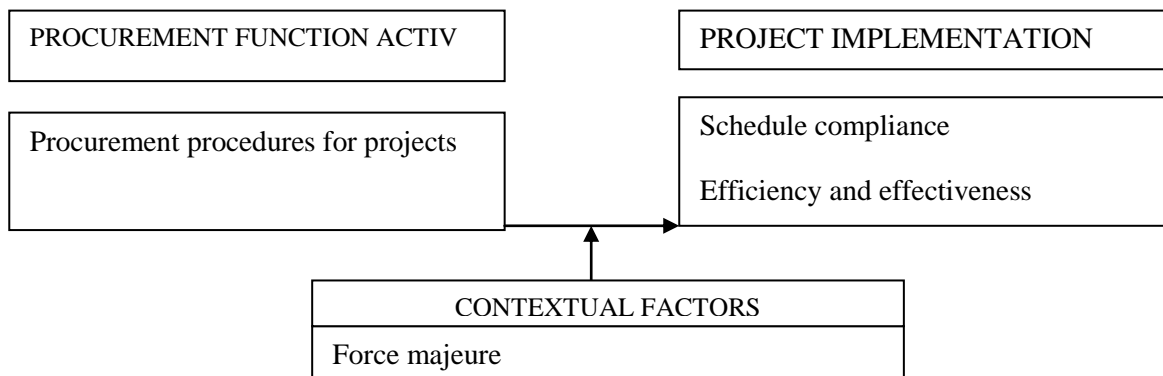 PROCUREMENT FUNCTION ACTIV
PROJECT IMPLEMENTATION
Procurement procedures for projects
Schedule compliance
Efficiency and effectiveness
CONTEXTUAL FACTORS
Force majeure